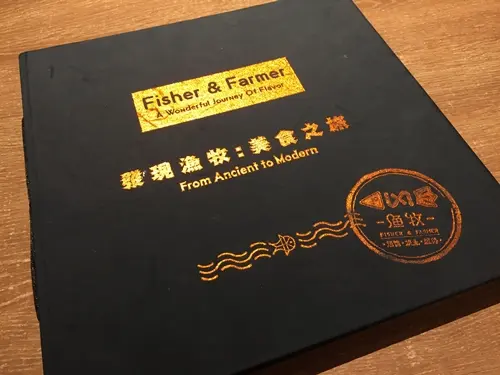 Fisher & Farmer
A Wonderful Journey Of Flavor
發現漁牧:美食之旅
From Ancient to Modern
-漁牧-
FISHER & FARMER